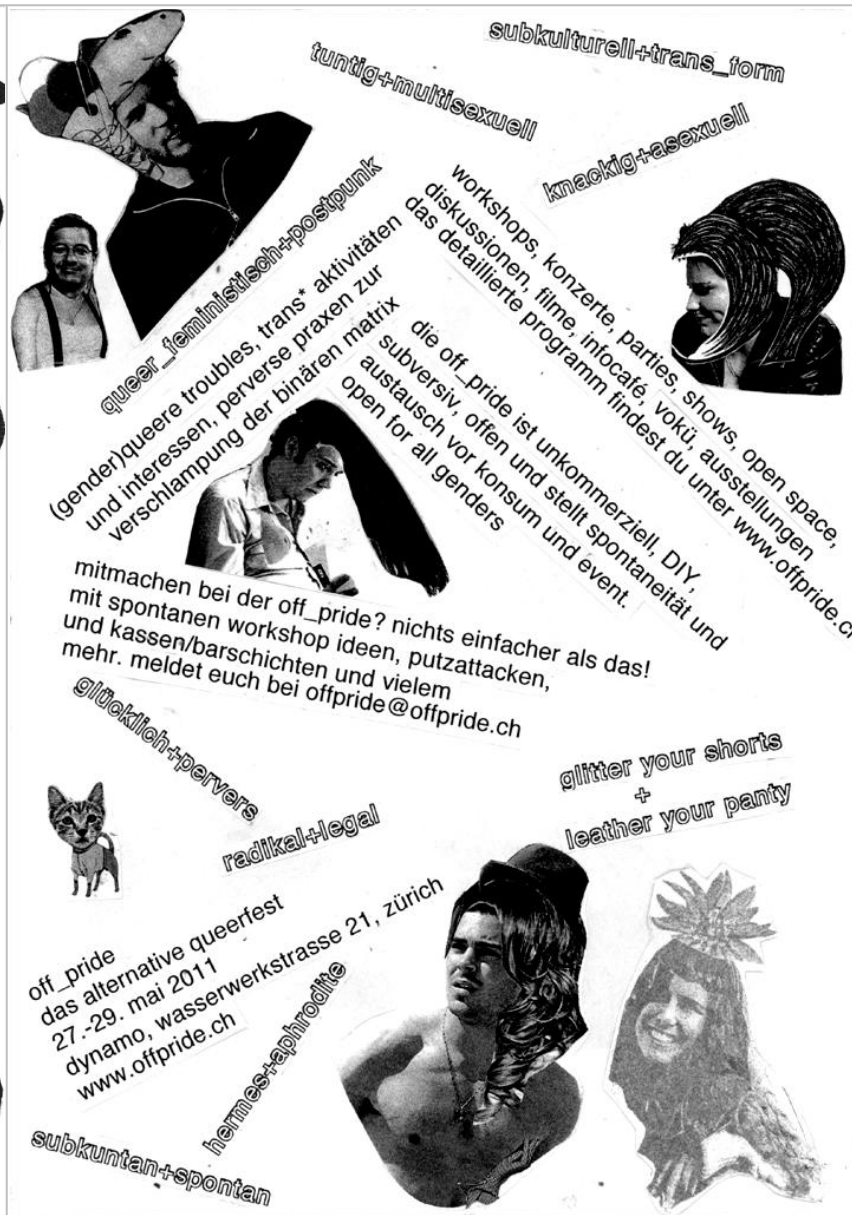 subkulturell+trans_form
tuntig+multisexuell
knackig+asexuell
queer_feministisch+postpunk
workshops, konzerte, parties, shows, open space,
diskussionen, filme, infocafé, vokü, ausstellungen
das detaillierte programm findest du unter www.offpride.ch
(gender)queere troubles, trans* aktivitäten
und interessen, perverse praxen zur
verschlampung der binären matrix
die off_pride ist unkommerziell, DIY,
subversiv, offen und stellt spontaneität und
austausch vor konsum und event.
open for all genders
mitmachen bei der off_pride? nichts einfacher als das!
mit spontanen workshop ideen, putzattacken,
und kassen/barschichten und vielem
mehr. meldet euch bei offpride@offpride.ch
glücklich+pervers
radikal+legal
glitter your shorts
+
leather your panty
off_pride
das alternative queerfest
27.-29. mai 2011
dynamo, wasserwerkstrasse 21, zürich
www.offpride.ch
hermes+aphrodite
subkuntan+spontan